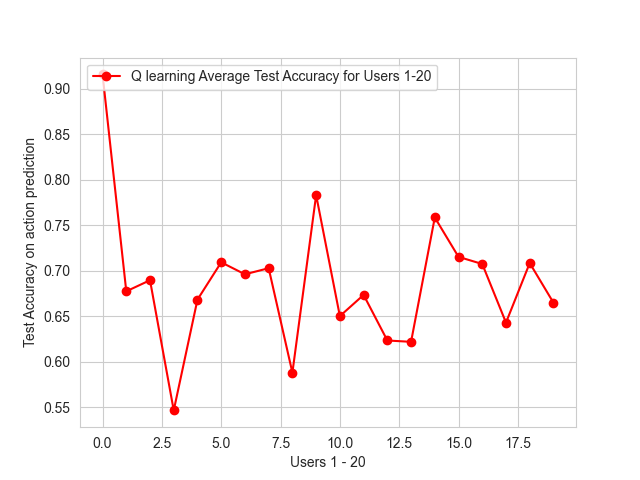 Q learning Average Test Accuracy for Users 1-20
Test Accuracy on action prediction
0.90
0.85
0.80
0.75
0.70
0.65
0.60
0.55
0.0 2.5 5.0 7.5 10.0 12.5 15.0 17.5
Users 1 - 20